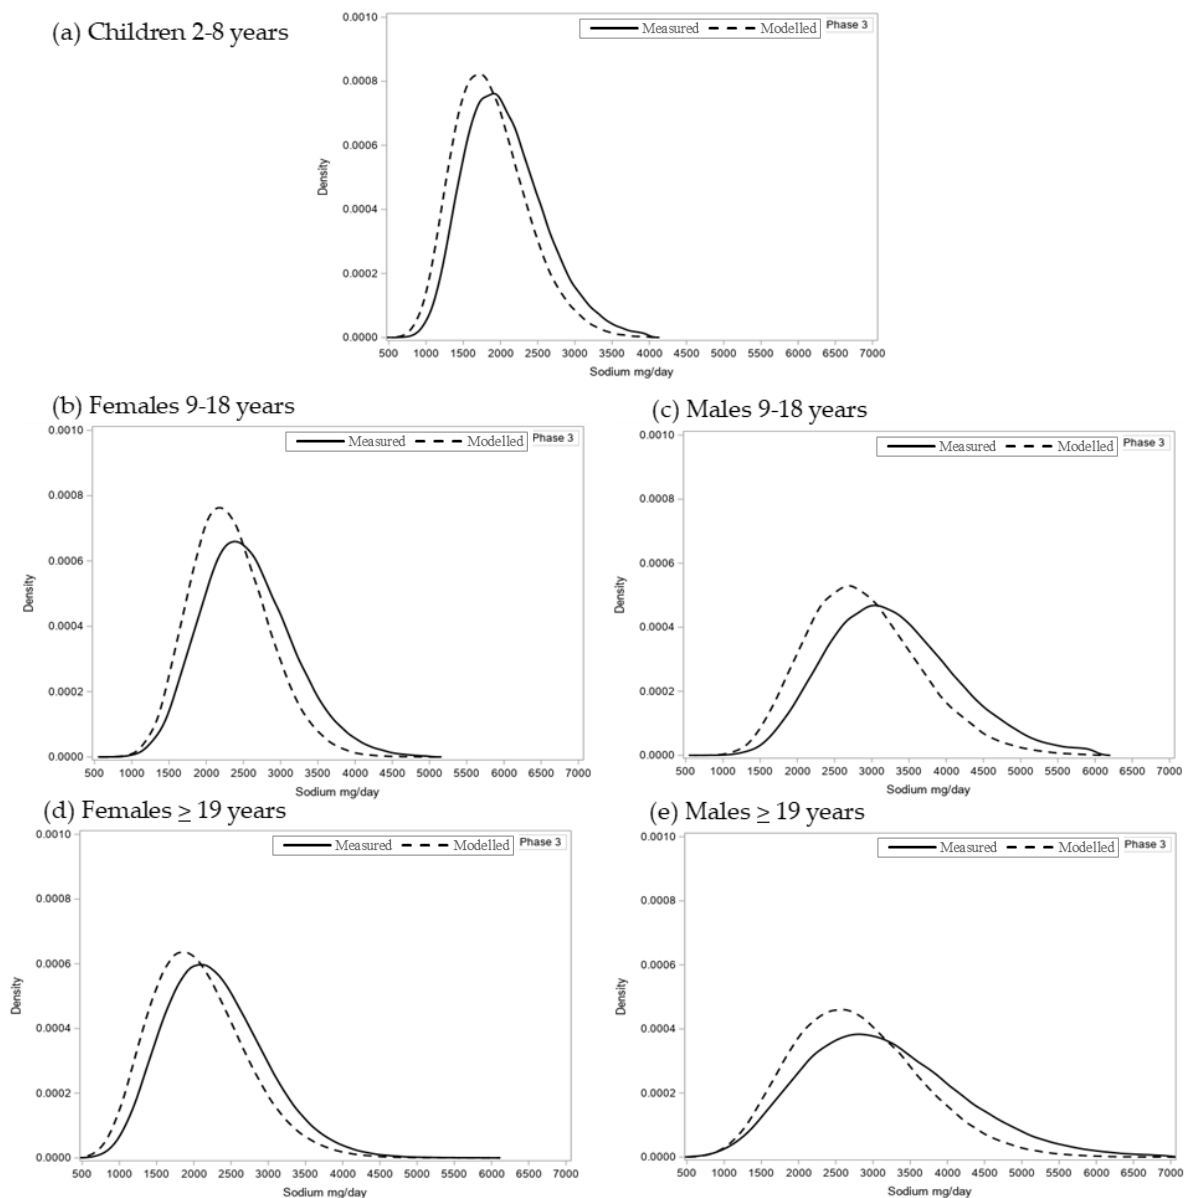 (a) Children 2-8 years
Measured Modelled Phase 3
0.0010
0.0008
0.0006
0.0004
0.0002
0.0000
Density
500 1000 1500 2000 2500 3000 3500 4000 4500 5000 5500 6000 6500 7000
Sodium mg/day
(b) Females 9-18 years
Measured Modelled Phase 3
0.0010
0.0008
0.0006
0.0004
0.0002
0.0000
Density
500 1000 1500 2000 2500 3000 3500 4000 4500 5000 5500 6000 6500 7000
Sodium mg/day
(c) Males 9-18 years
Measured Modelled Phase 3
0.0010
0.0008
0.0006
0.0004
0.0002
0.0000
Density
500 1000 1500 2000 2500 3000 3500 4000 4500 5000 5500 6000 6500 7000
Sodium mg/day
(d) Females ≥ 19 years
Measured Modelled Phase 3
0.0010
0.0008
0.0006
0.0004
0.0002
0.0000
Density
500 1000 1500 2000 2500 3000 3500 4000 4500 5000 5500 6000 6500 7000
Sodium mg/day
(e) Males ≥ 19 years
Measured Modelled Phase 3
0.0010
0.0008
0.0006
0.0004
0.0002
0.0000
Density
500 1000 1500 2000 2500 3000 3500 4000 4500 5000 5500 6000 6500 7000
Sodium mg/day